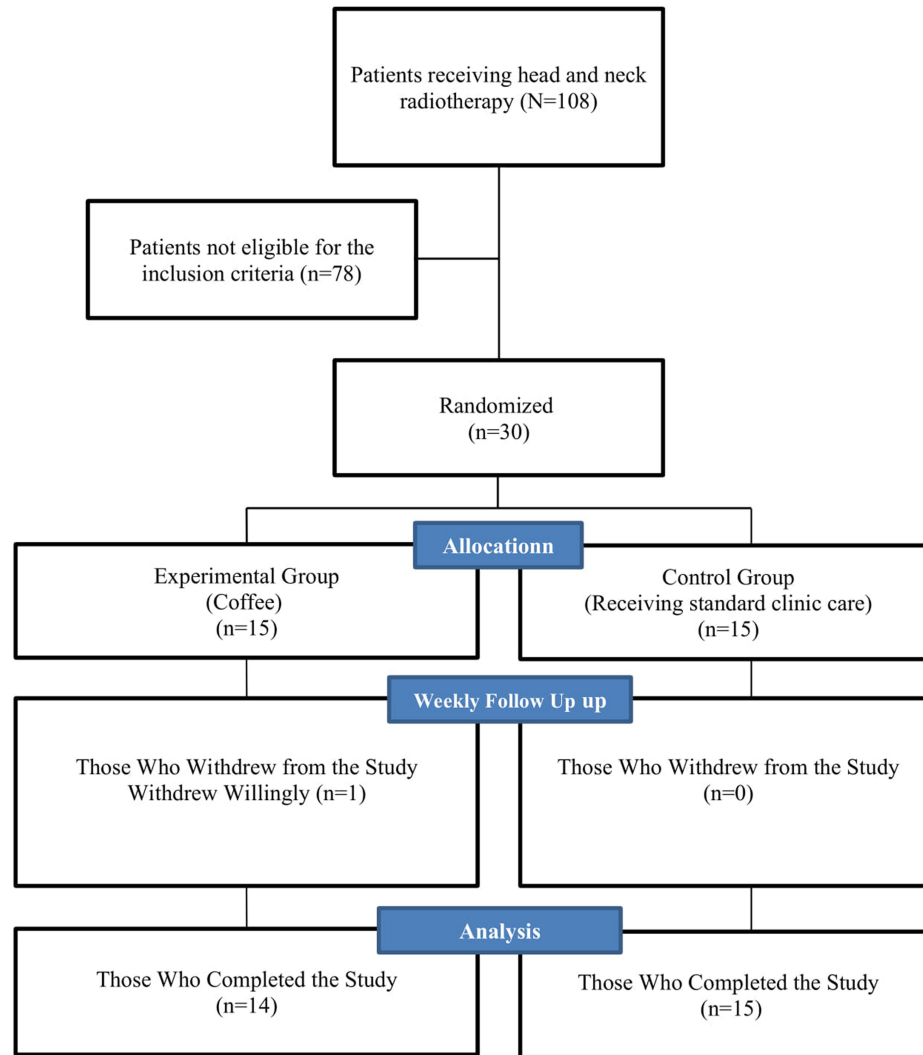 Patients receiving head and neck
radiotherapy (N=108)
Patients not eligible for the
inclusion criteria (n=78)
Randomized
(n=30)
Allocationn
Experimental Group
(Coffee)
(n=15)
Control Group
(Receiving standard clinic care)
(n=15)
Weekly Follow Up up
Those Who Withdrew from the Study
Withdrew Willingly (n=1)
Those Who Withdrew from the Study
(n=0)
Analysis
Those Who Completed the Study
(n=14)
Those Who Completed the Study
(n=15)